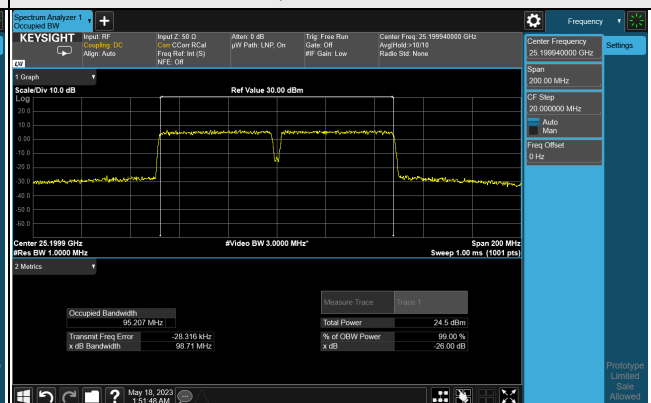 Spectrum Analyzer 1
Occupied BW
+
Frequency
KEYSIGHT
Input: RF
Coupling: DC
Align: Auto
Input Z: 50 Ω
Corr CCorr RCal
Freq Ref: Int (S)
NFE: Off
Atten: 0 dB
µW Path: LNP, On
Trig: Free Run
Gate: Off
#IF Gain: Low
Center Freq: 25.199940000 GHz
Avg|Hold:>10/10
Radio Std: None
LXI
Center Frequency
25.199940000 GHz
Settings
Span
200.00 MHz
CF Step
20.000000 MHz
Auto
Man
Freq Offset
0 Hz
1 Graph
Scale/Div 10.0 dB
Ref Value 30.00 dBm
Log
20.0
10.0
0.00
-10.0
-20.0
-30.0
-40.0
-50.0
-60.0
Center 25.1999 GHz
#Video BW 3.0000 MHz*
Span 200 MHz
#Res BW 1.0000 MHz
Sweep 1.00 ms (1001 pts)
2 Metrics
Measure Trace
Trace 1
Occupied Bandwidth
95.207 MHz
Total Power
24.5 dBm
Transmit Freq Error
-28.316 kHz
% of OBW Power
99.00 %
x dB Bandwidth
98.71 MHz
x dB
-26.00 dB
Prototype
Limited
Sale
Allowed
?
May 18, 2023
1:51:48 AM